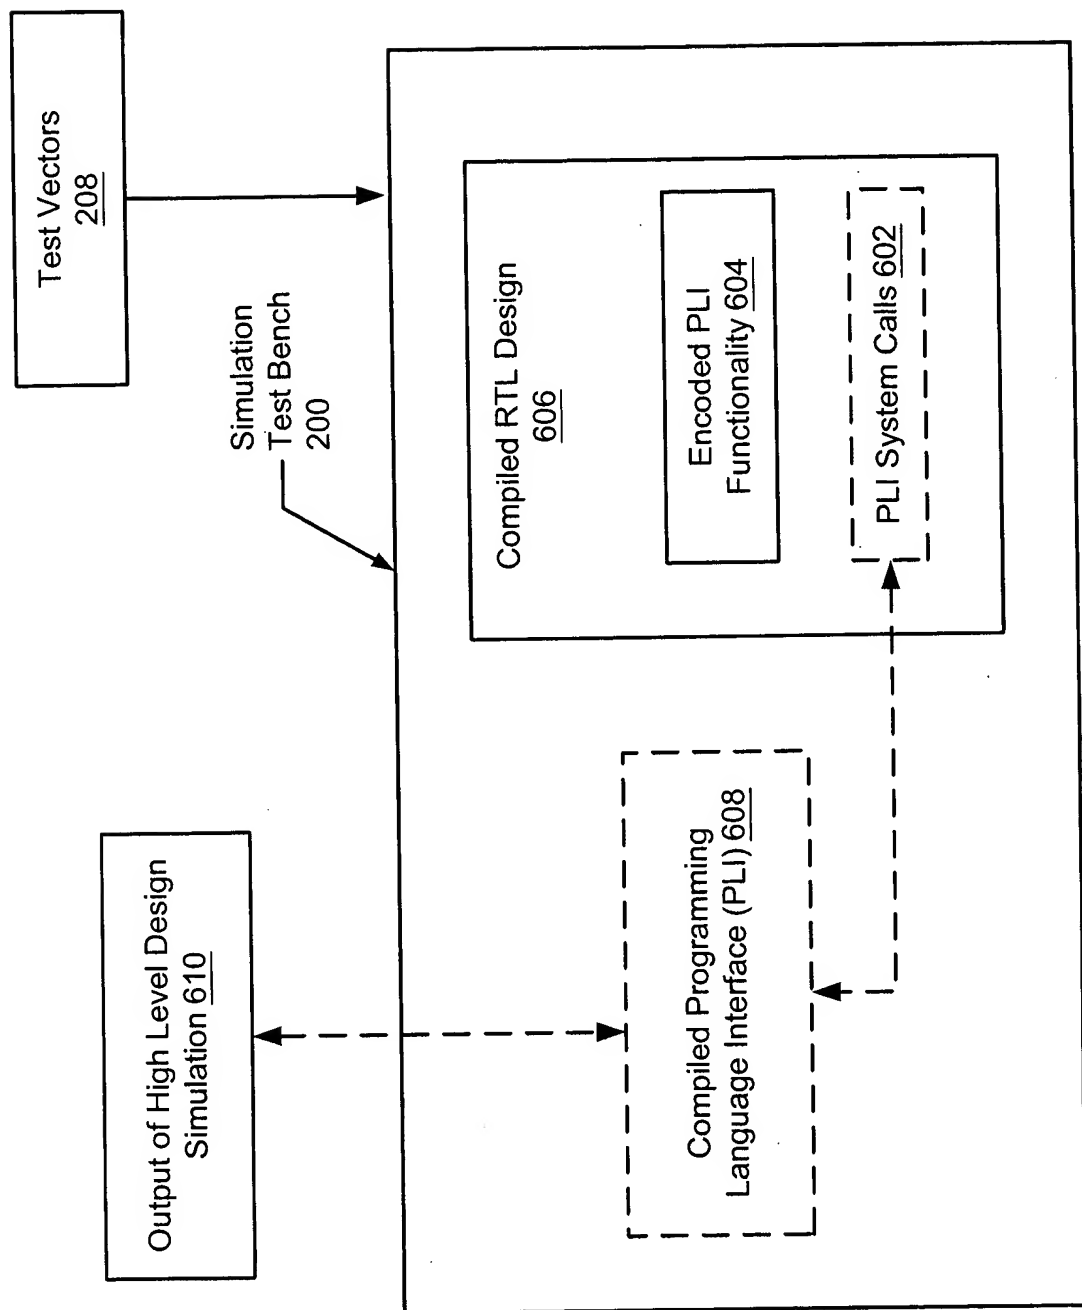 Output of High Level Design
Simulation 610
Test Vectors
208
Simulation
Test Bench
200
Compiled RTL Design
606
Encoded PLI
Functionality 604
PLI System Calls 602
Compiled Programming
Language Interface (PLI) 608